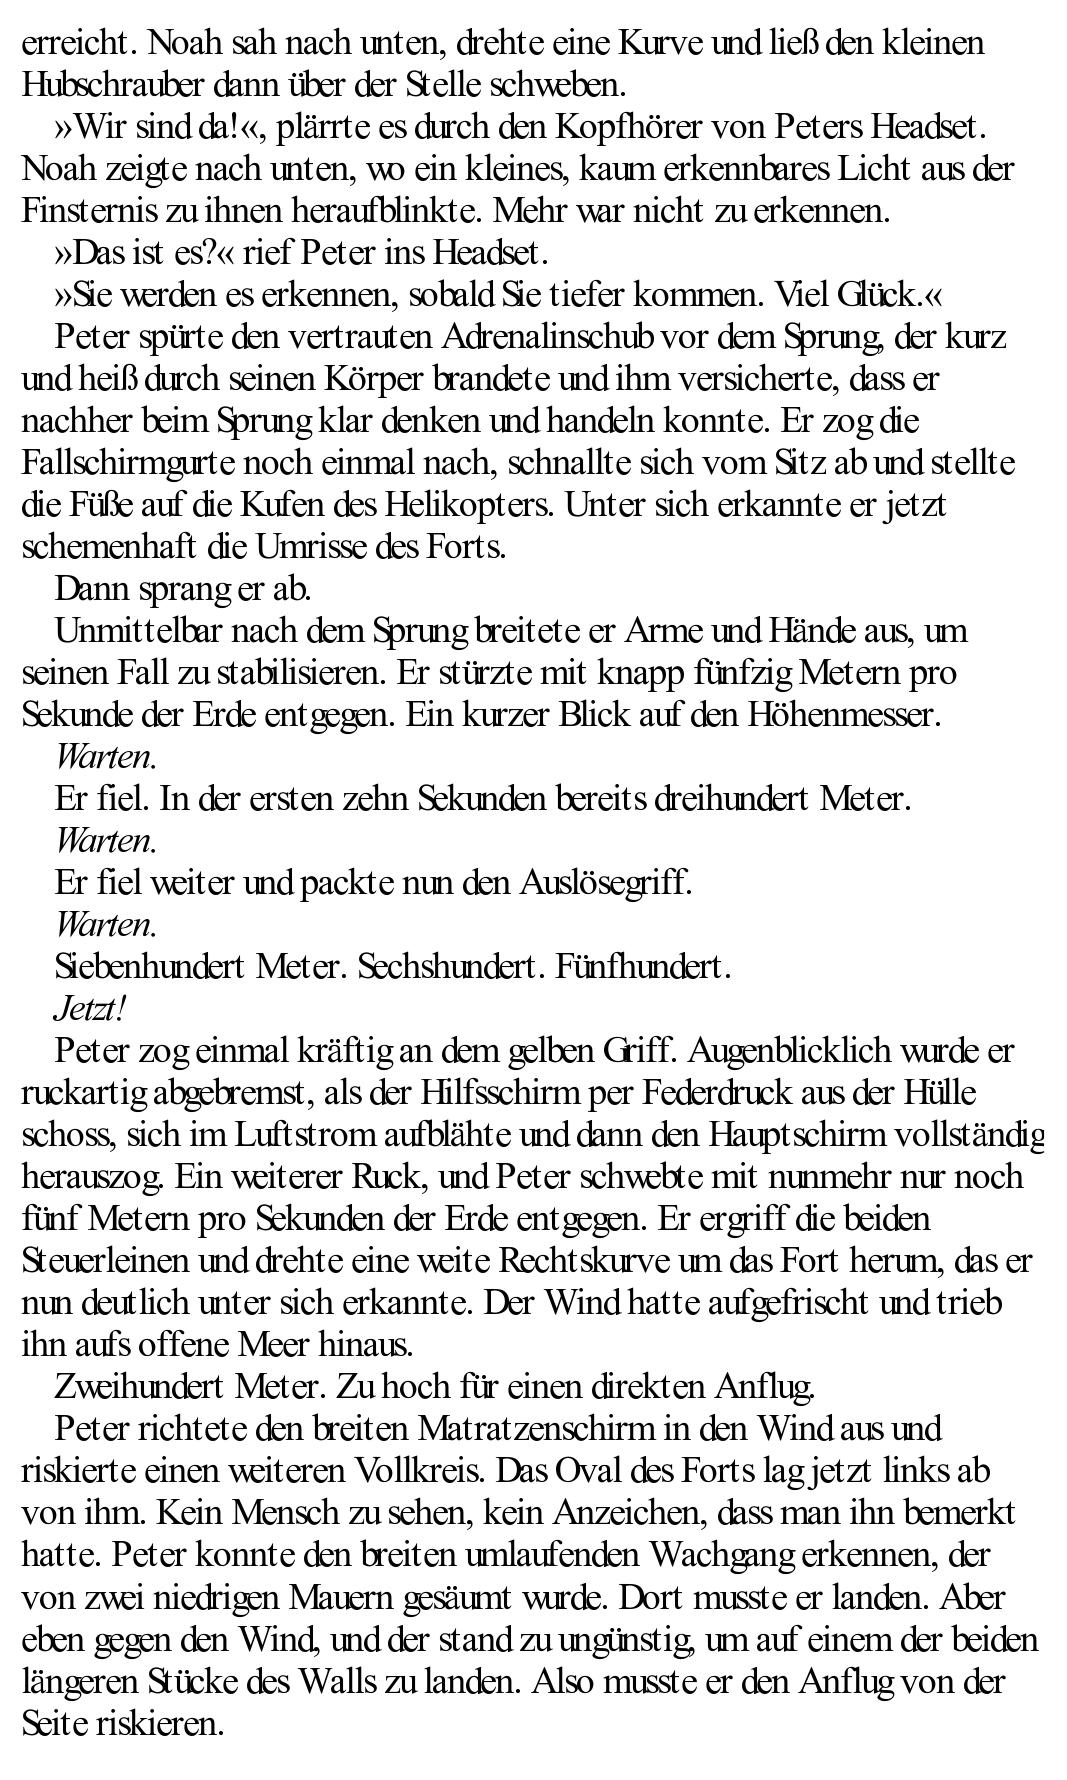 erreicht. Noah sah nach unten, drehte eine Kurve und ließ den kleinen
Hubschrauber dann über der Stelle schweben.
»Wir sind da!«, plärrte es durch den Kopfhörer von Peters Headset.
Noah zeigte nach unten, wo ein kleines, kaum erkennbares Licht aus der
Finsternis zu ihnen heraufblinkte. Mehr war nicht zu erkennen.
»Das ist es?« rief Peter ins Headset.
»Sie werden es erkennen, sobald Sie tiefer kommen. Viel Glück.«
Peter spürte den vertrauten Adrenalinschub vor dem Sprung, der kurz
und heiß durch seinen Körper brandete und ihm versicherte, dass er
nachher beim Sprung klar denken und handeln konnte. Er zog die
Fallschirmgurte noch einmal nach, schnallte sich vom Sitz ab und stellte
die Füße auf die Kufen des Helikopters. Unter sich erkannte er jetzt
schemenhaft die Umrisse des Forts.
Dann sprang er ab.
Unmittelbar nach dem Sprung breitete er Arme und Hände aus, um
seinen Fall zu stabilisieren. Er stürzte mit knapp fünfzig Metern pro
Sekunde der Erde entgegen. Ein kurzer Blick auf den Höhenmesser.
Warten.
Er fiel. In der ersten zehn Sekunden bereits dreihundert Meter.
Warten.
Er fiel weiter und packte nun den Auslösegriff.
Warten.
Siebenhundert Meter. Sechshundert. Fünfhundert.
Jetzt!
Peter zog einmal kräftig an dem gelben Griff. Augenblicklich wurde er
ruckartig abgebremst, als der Hilfsschirm per Federdruck aus der Hülle
schoss, sich im Luftstrom aufblähte und dann den Hauptschirm vollständig
herauszog. Ein weiterer Ruck, und Peter schwebte mit nunmehr nur noch
fünf Metern pro Sekunden der Erde entgegen. Er ergriff die beiden
Steuerleinen und drehte eine weite Rechtskurve um das Fort herum, das er
nun deutlich unter sich erkannte. Der Wind hatte aufgefrischt und trieb
ihn aufs offene Meer hinaus.
Zweihundert Meter. Zu hoch für einen direkten Anflug.
Peter richtete den breiten Matratzenschirm in den Wind aus und
riskierte einen weiteren Vollkreis. Das Oval des Forts lag jetzt links ab
von ihm. Kein Mensch zu sehen, kein Anzeichen, dass man ihn bemerkt
hatte. Peter konnte den breiten umlaufenden Wachgang erkennen, der
von zwei niedrigen Mauern gesäumt wurde. Dort musste er landen. Aber
eben gegen den Wind, und der stand zu ungünstig, um auf einem der beiden
längeren Stücke des Walls zu landen. Also musste er den Anflug von der
Seite riskieren.